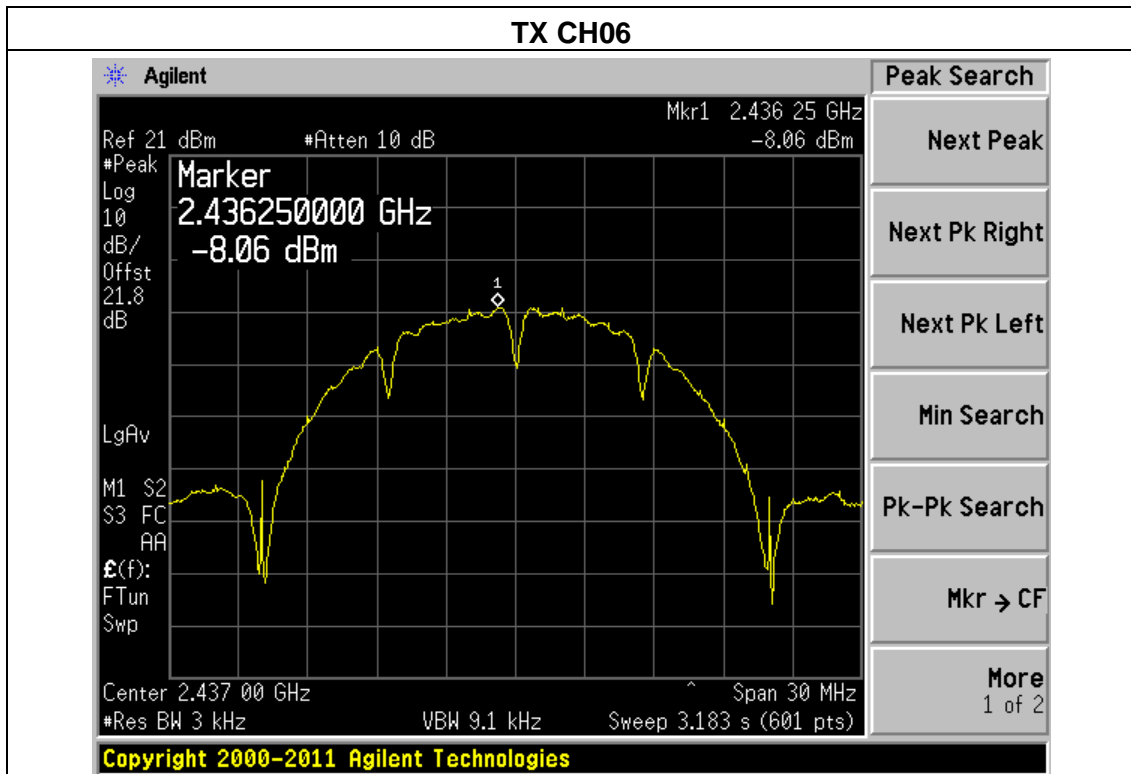 TX CH06
Agilent
Peak Search
Mkr1 2.436 25 GHz
Ref 21 dBm #Atten 10 dB -8.06 dBm
#Peak
Log
10
dB/
Offst
21.8
dB
Marker
2.436250000 GHz
-8.06 dBm
1
LgAv
M1 S2
S3 FC
AA
£(f):
FTun
Swp
Center 2.437 00 GHz ^ Span 30 MHz
#Res BW 3 kHz VBW 9.1 kHz Sweep 3.183 s (601 pts)
Copyright 2000-2011 Agilent Technologies
Next Peak
Next Pk Right
Next Pk Left
Min Search
Pk-Pk Search
Mkr → CF
More
1 of 2